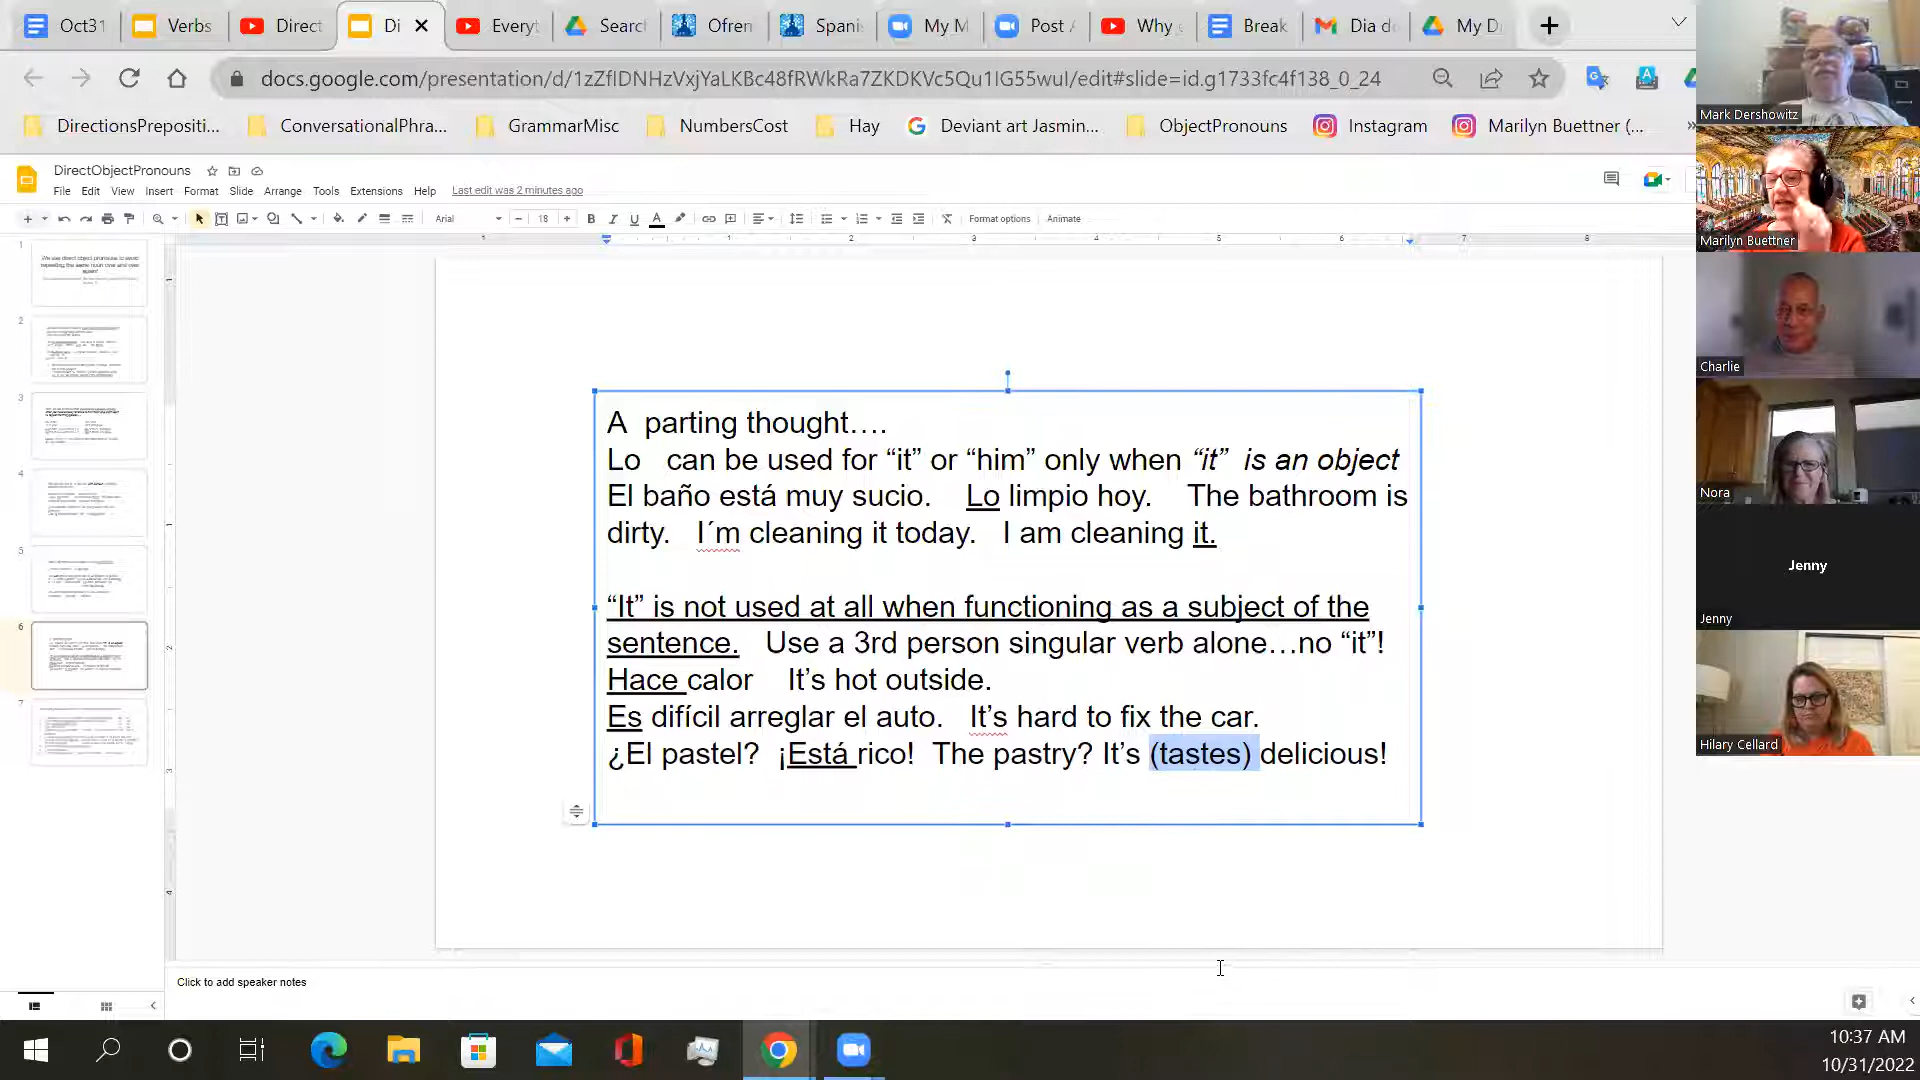 Oct31
Verbs
Direct
Di
Every
Search
Ofren
Spani
My M
Post
Why
Break
Dia d
My D
docs.google.com/presentation/d/1zZflDNHzVxjYaLKBc48fRWkRa7ZKDKVc5Qu1IG55wuI/edit#slide=id.g1733fc4f138_0_24
DirectionsPrepositi...
ConversationalPhra...
GrammarMisc
NumbersCost
Hay
Deviant art Jasmin...
ObjectPronouns
Instagram
Marilyn Buettner (...
DirectObjectPronouns
File Edit View Insert Format Slide Arrange Tools Extensions Help Last edit was 2 minutes ago
Arial 18 Format options Animate
A parting thought….
Lo can be used for “it” or “him” only when “it” is an object
El baño está muy sucio. Lo limpio hoy. The bathroom is
dirty. I´m cleaning it today. I am cleaning it.
“It” is not used at all when functioning as a subject of the
sentence. Use a 3rd person singular verb alone…no “it”!
Hace calor It’s hot outside.
Es difícil arreglar el auto. It’s hard to fix the car.
¿El pastel? ¡Está rico! The pastry? It’s (tastes) delicious!
Click to add speaker notes
Mark Dershowitz
Marilyn Buettner
Charlie
Nora
Jenny
Jenny
Hilary Cellard
10:37 AM
10/31/2022